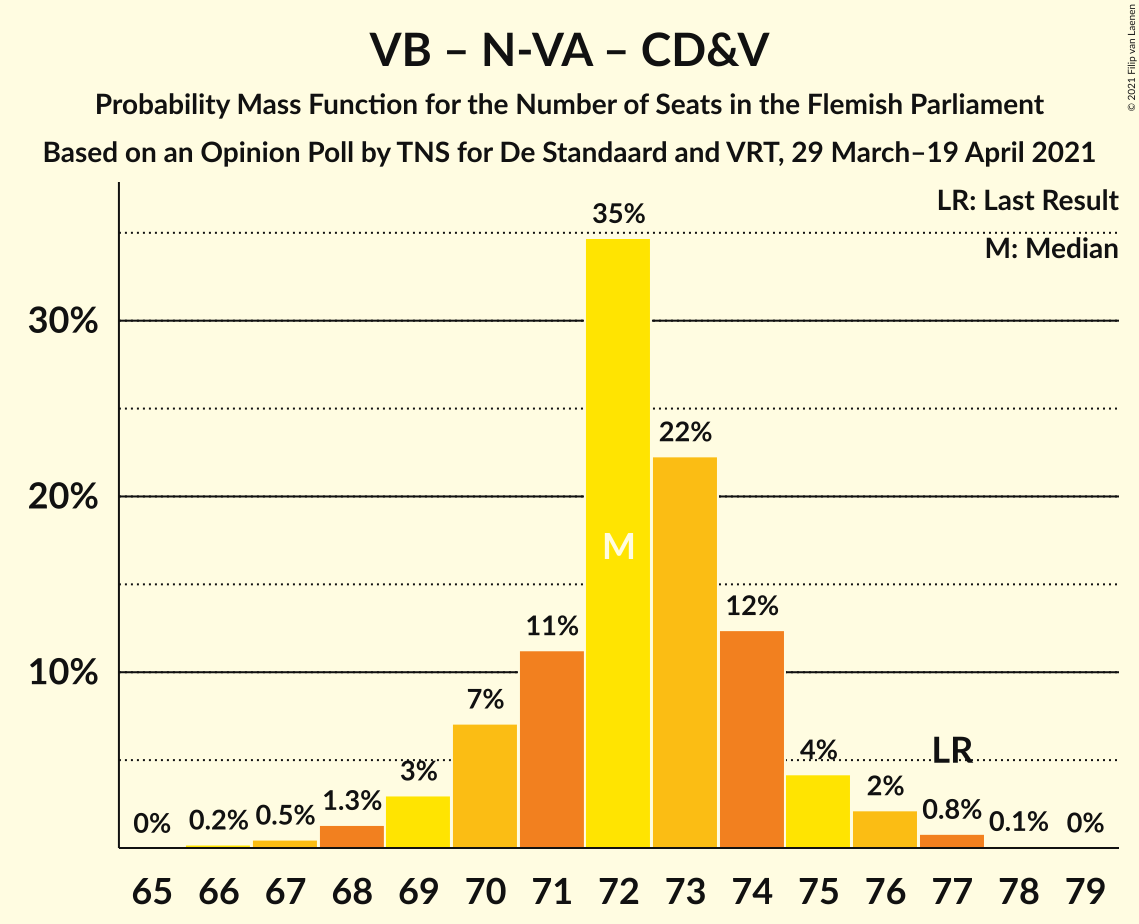 VB – N-VA – CD&V
Probability Mass Function for the Number of Seats in the Flemish Parliament
Based on an Opinion Poll by TNS for De Standaard and VRT, 29 March–19 April 2021
© 2021 Filip van Laenen
LR: Last Result
M: Median
35%
30%
22%
20%
M
12%
11%
10%
7%
4%
LR
3%
2%
1.3%
0.8%
0.5%
0.2%
0.1%
0%
0%
65 66 67 68 69 70 71 72 73 74 75 76 77 78 79